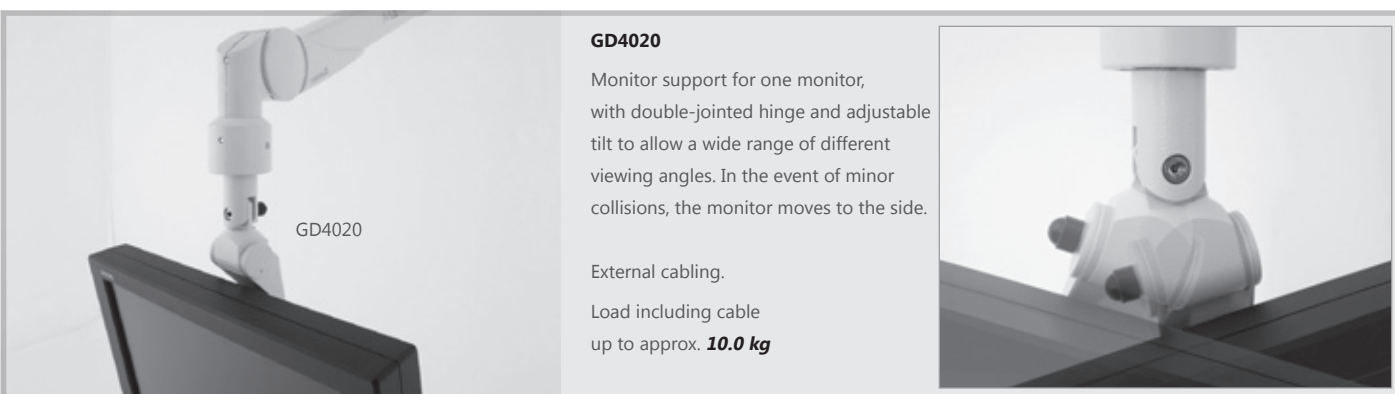 GD4020
Monitor support for one monitor,
with double-jointed hinge and adjustable
tilt to allow a wide range of different
viewing angles. In the event of minor
collisions, the monitor moves to the side.
External cabling.
Load including cable
up to approx. 10.0 kg
GD4020